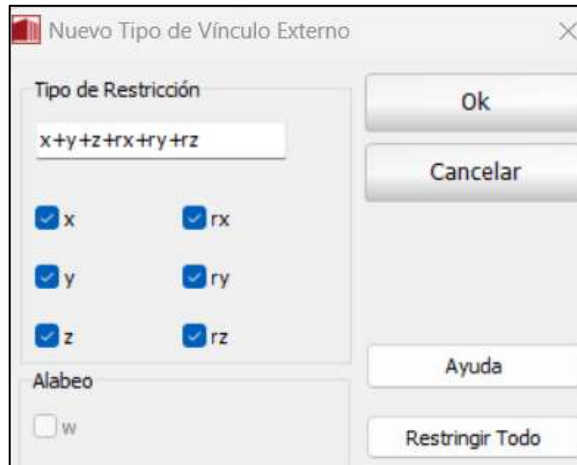 Nuevo Tipo de Vínculo Externo
Tipo de Restricción
x+y+z+rx+ry+rz
x
rx
y
ry
z
rz
Alabeo
w
Ok
Cancelar
Ayuda
Restringir Todo